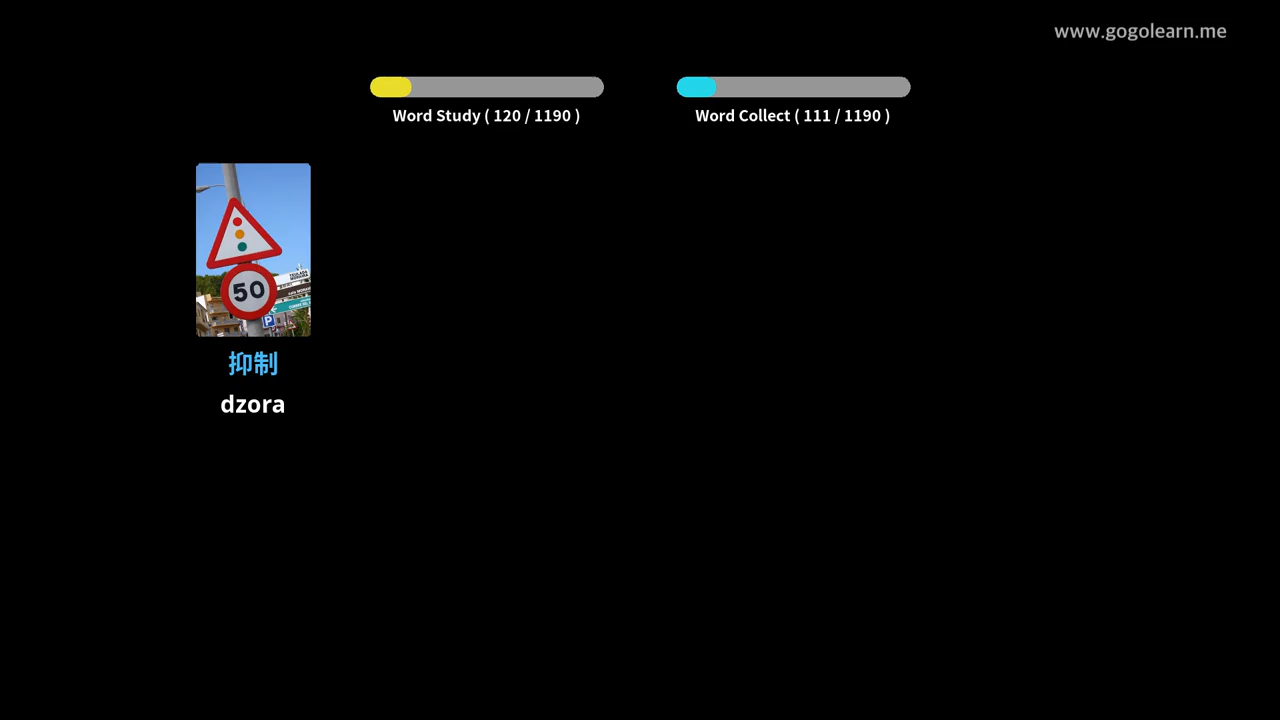 www.gogolearn.me
Word Study ( 120 / 1190 )
Word Collect ( 111 / 1190 )
50
P
抑制
dzora